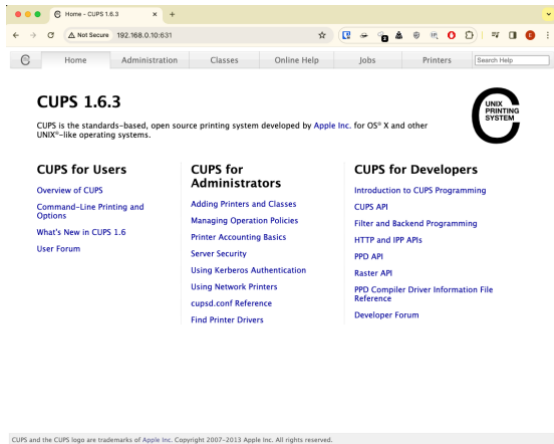 Home - CUPS 1.6.3
Not Secure 192.168.0.10:631
Home Administration Classes Online Help Jobs Printers Search Help
CUPS 1.6.3
CUPS is the standards-based, open source printing system developed by Apple Inc. for OS® X and other
UNIX®-like operating systems.
UNIX
PRINTING
SYSTEM
CUPS for Users
Overview of CUPS
Command-Line Printing and
Options
What's New in CUPS 1.6
User Forum
CUPS for
Administrators
Adding Printers and Classes
Managing Operation Policies
Printer Accounting Basics
Server Security
Using Kerberos Authentication
Using Network Printers
cupsd.conf Reference
Find Printer Drivers
CUPS for Developers
Introduction to CUPS Programming
CUPS API
Filter and Backend Programming
HTTP and IPP APIs
PPD API
Raster API
PPD Compiler Driver Information File
Reference
Developer Forum
CUPS and the CUPS logo are trademarks of Apple Inc. Copyright 2007-2013 Apple Inc. All rights reserved.